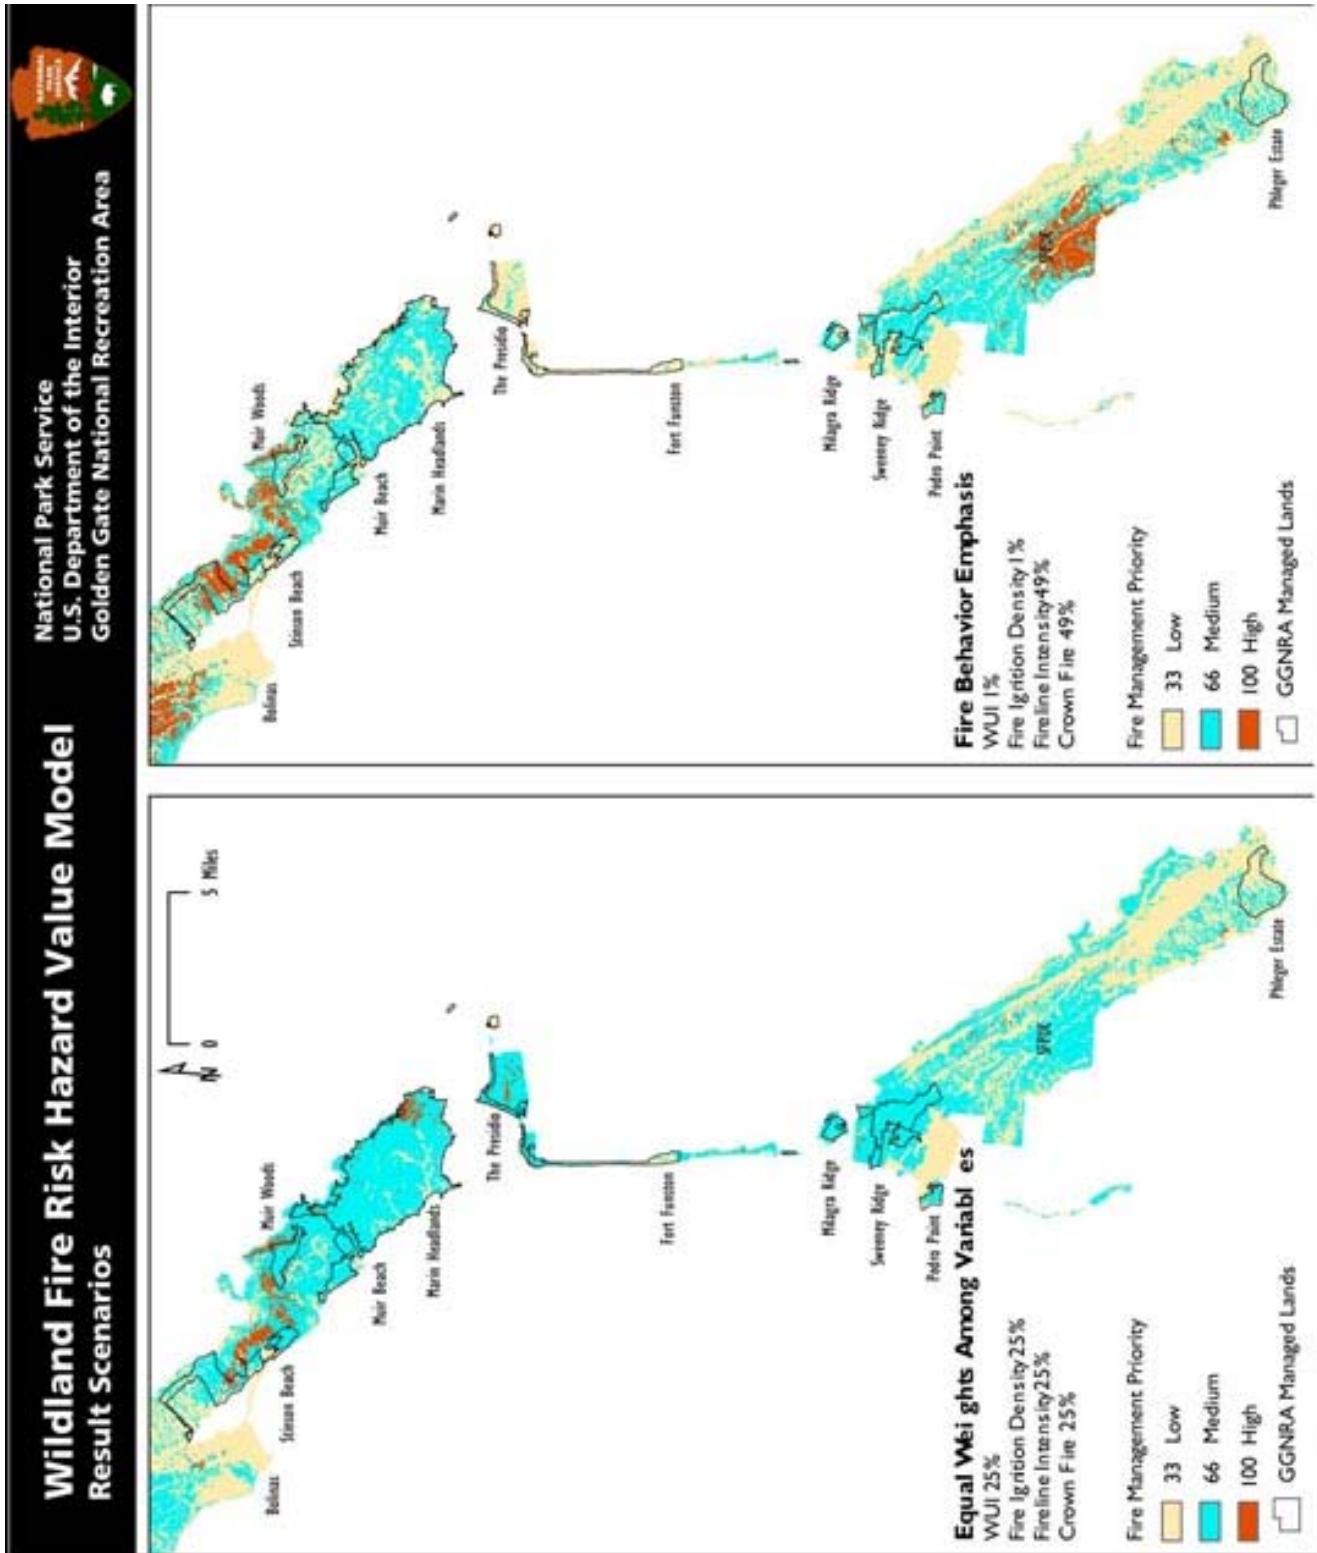 Wildland Fire Risk Hazard Value Model
Result Scenarios
National Park Service
U.S. Department of the Interior
Golden Gate National Recreation Area
NATIONAL
PARK
SERVICE
N
0 5 Miles
Bolinas
Stinson Beach
Muir Woods
Muir Beach
Marin Headlands
The Presidio
Fort Funston
Milagra Ridge
Sweeney Ridge
Pedro Point
SFPUC
Phleger Estate
Equal Wei ghts Among Variabl es
WUI 25%
Fire Ignition Density25%
Fireline Intensity25%
Crown Fire 25%
Fire Management Priority
33 Low
66 Medium
100 High
GGNRA Managed Lands
Bolinas
Stinson Beach
Muir Woods
Muir Beach
Marin Headlands
The Presidio
Fort Funston
Milagra Ridge
Sweeney Ridge
Pedro Point
Phleger Estate
Fire Behavior Emphasis
WUI 1%
Fire Ignition Density 1%
Fireline Intensity49%
Crown Fire 49%
Fire Management Priority
33 Low
66 Medium
100 High
GGNRA Managed Lands